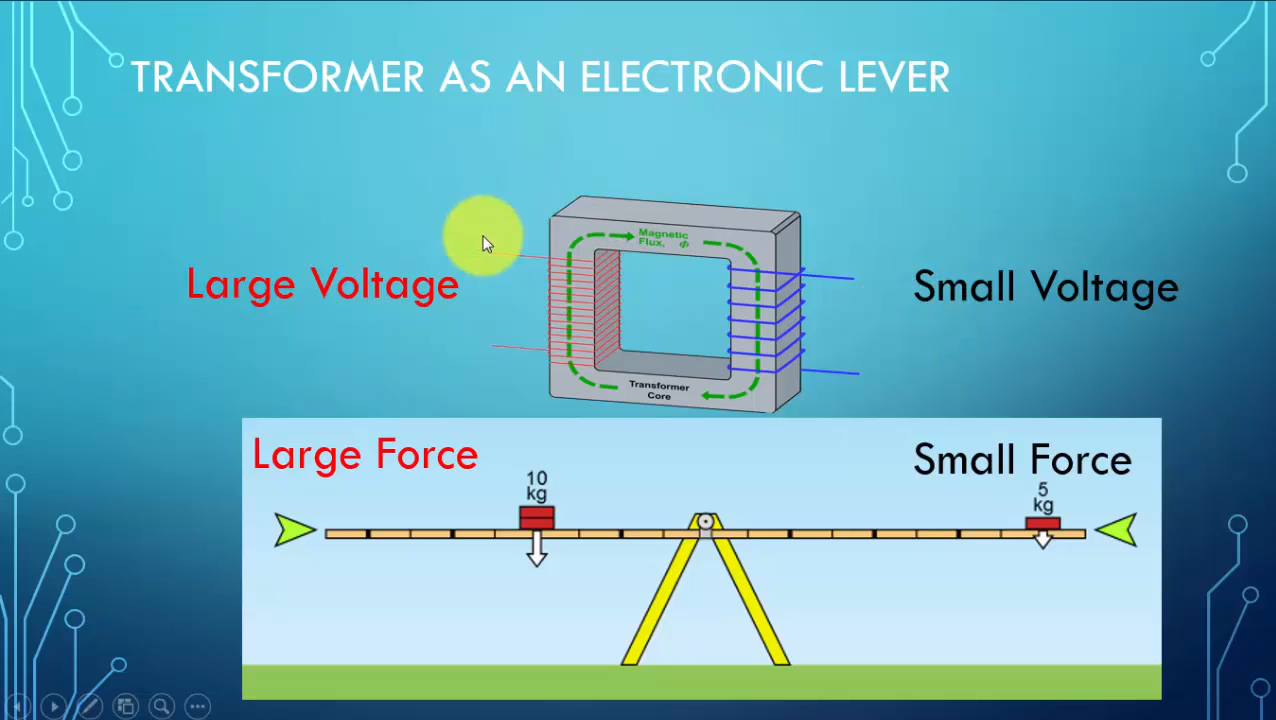 TRANSFORMER AS AN ELECTRONIC LEVER
Magnetic
Flux, Φ
Large Voltage
Small Voltage
Transformer
Core
Large Force
Small Force
10
kg
5
kg